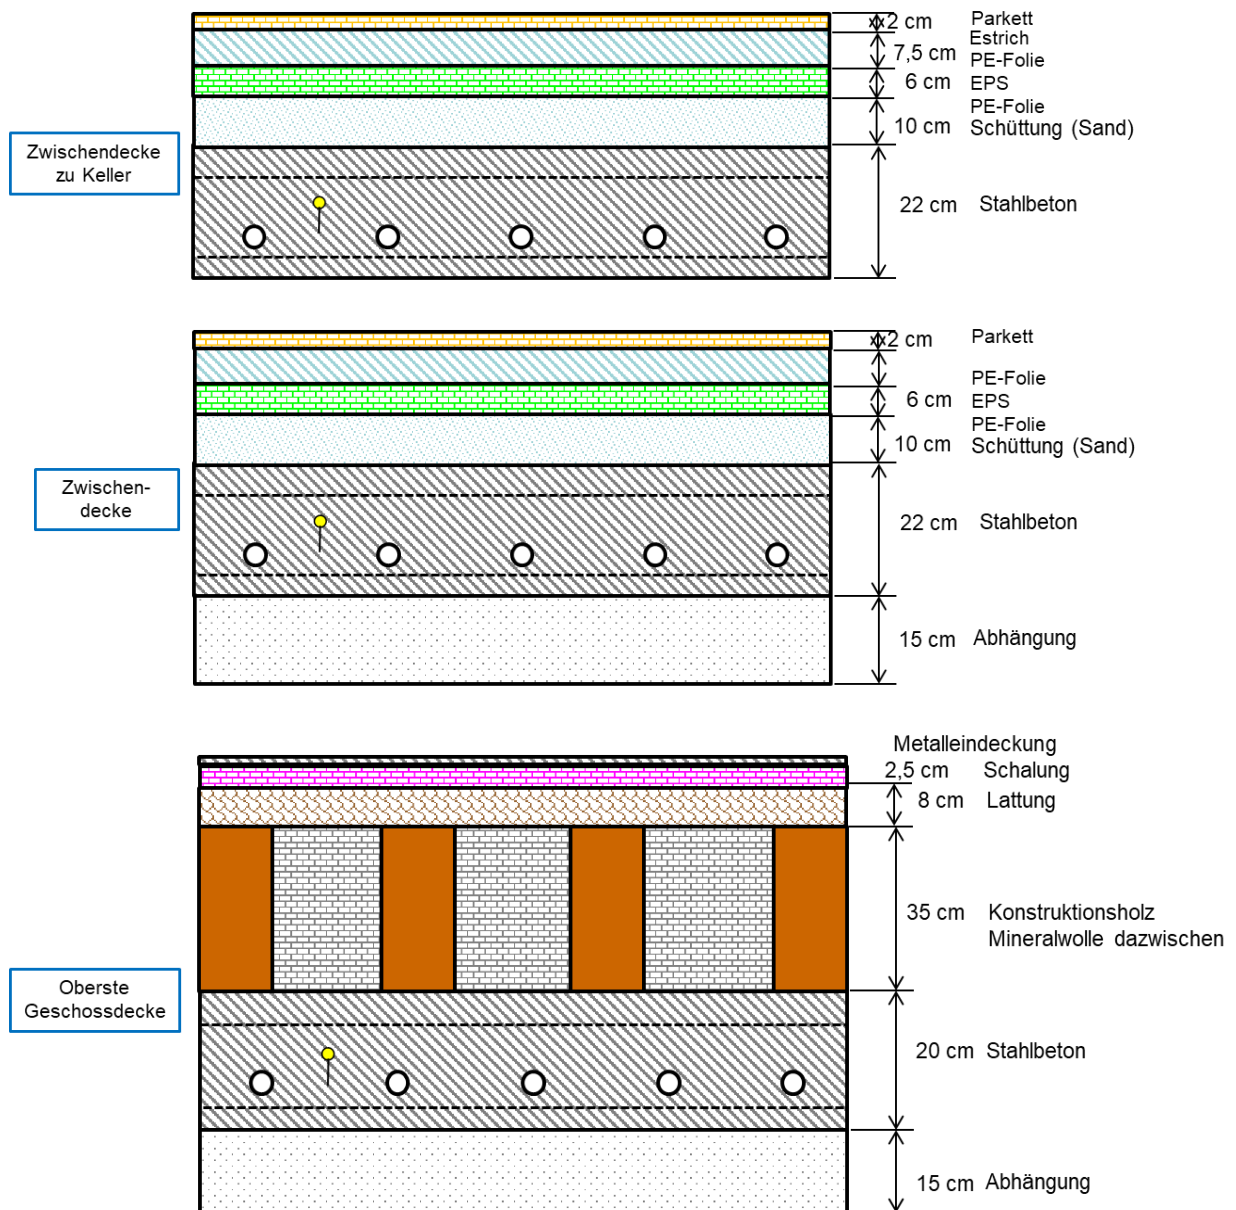 2 cm Parkett
Estrich
7,5 cm
PE-Folie
6 cm EPS
PE-Folie
10 cm Schüttung (Sand)
Zwischendecke
zu Keller
22 cm Stahlbeton
2 cm Parkett
PE-Folie
6 cm EPS
PE-Folie
10 cm Schüttung (Sand)
Zwischen-
decke
22 cm Stahlbeton
15 cm Abhängung
Metalleindeckung
2,5 cm Schalung
8 cm Lattung
35 cm Konstruktionsholz
Mineralwolle dazwischen
Oberste
Geschossdecke
20 cm Stahlbeton
15 cm Abhängung